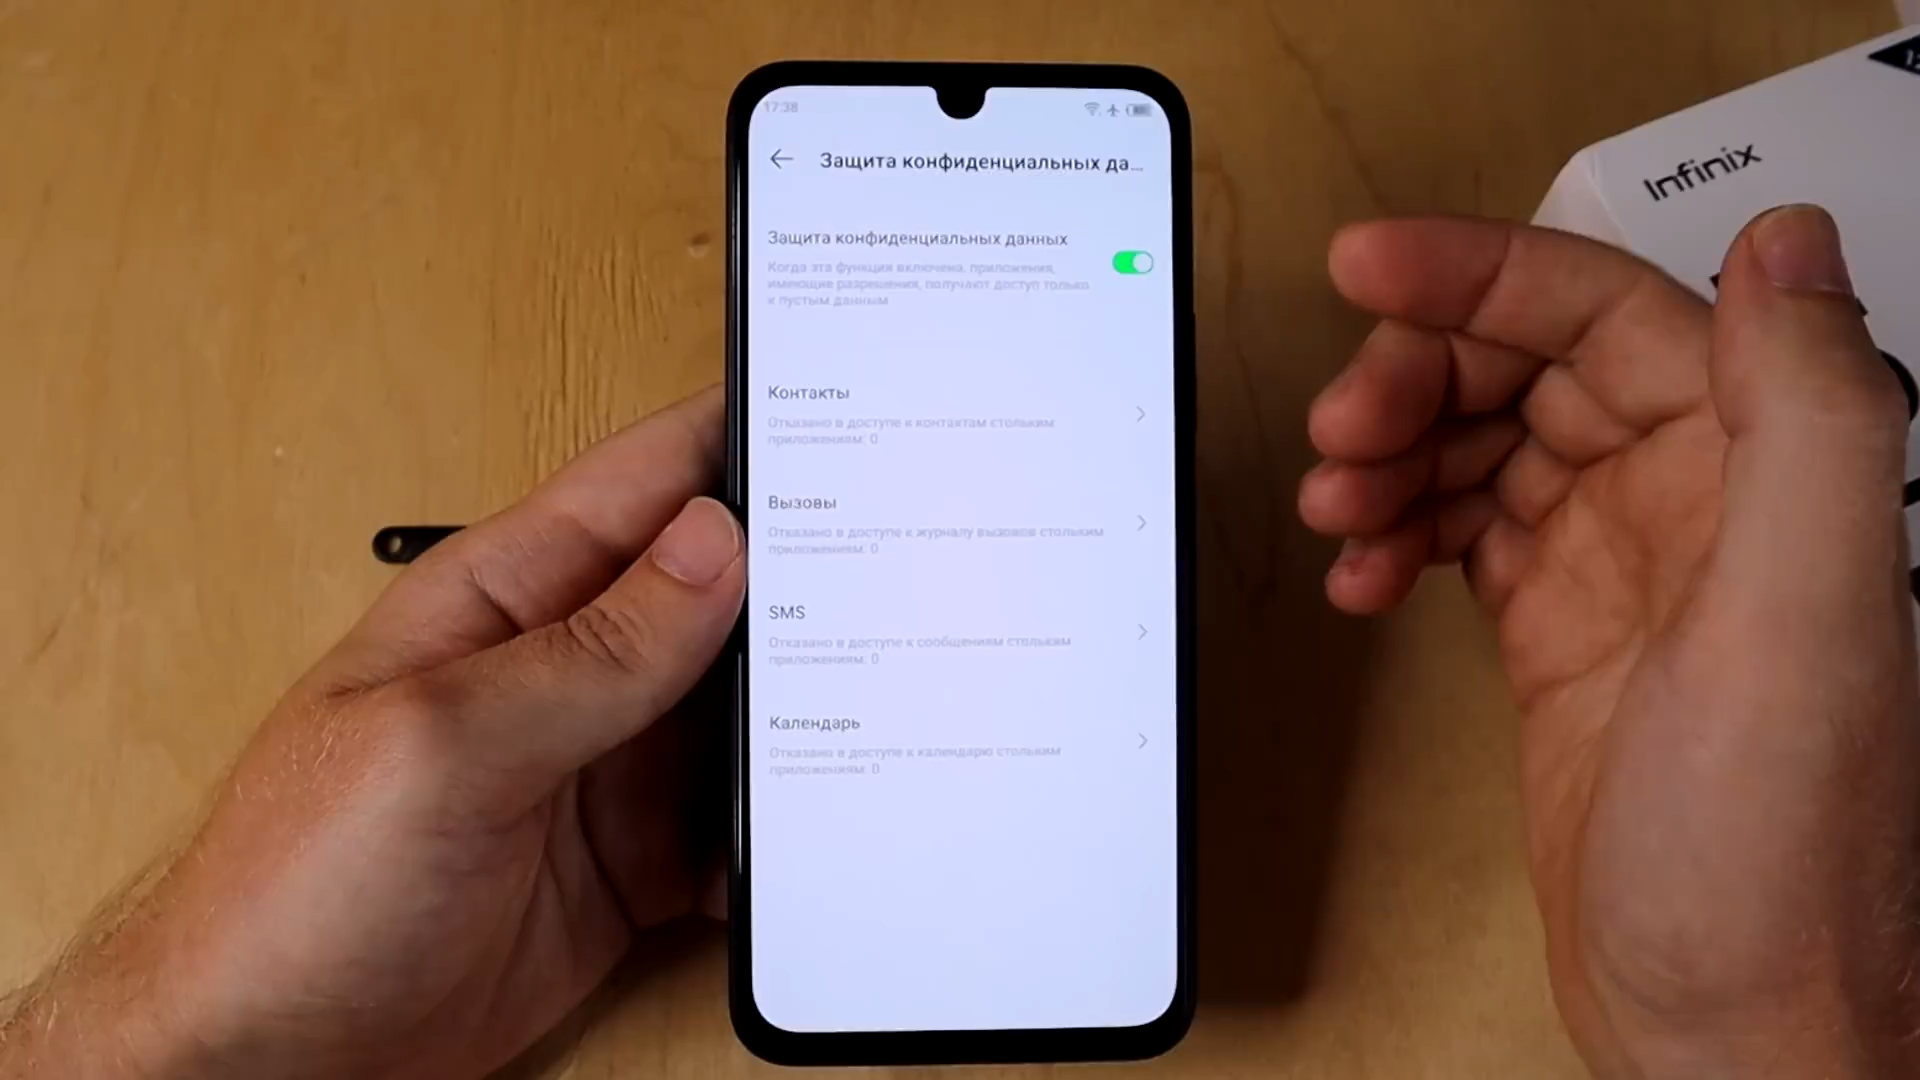 17:38
Защита конфиденциальных да...
Защита конфиденциальных данных
Когда эта функция включена, приложения,
имеющие разрешения, получают доступ только
к пустым данным
Контакты
Отказано в доступе к контактам стольким
приложениям: 0
Вызовы
Отказано в доступе к журналу вызовов стольким
приложениям: 0
SMS
Отказано в доступе к сообщениям стольким
приложениям: 0
Календарь
Отказано в доступе к календарю стольким
приложениям: 0
Infinix